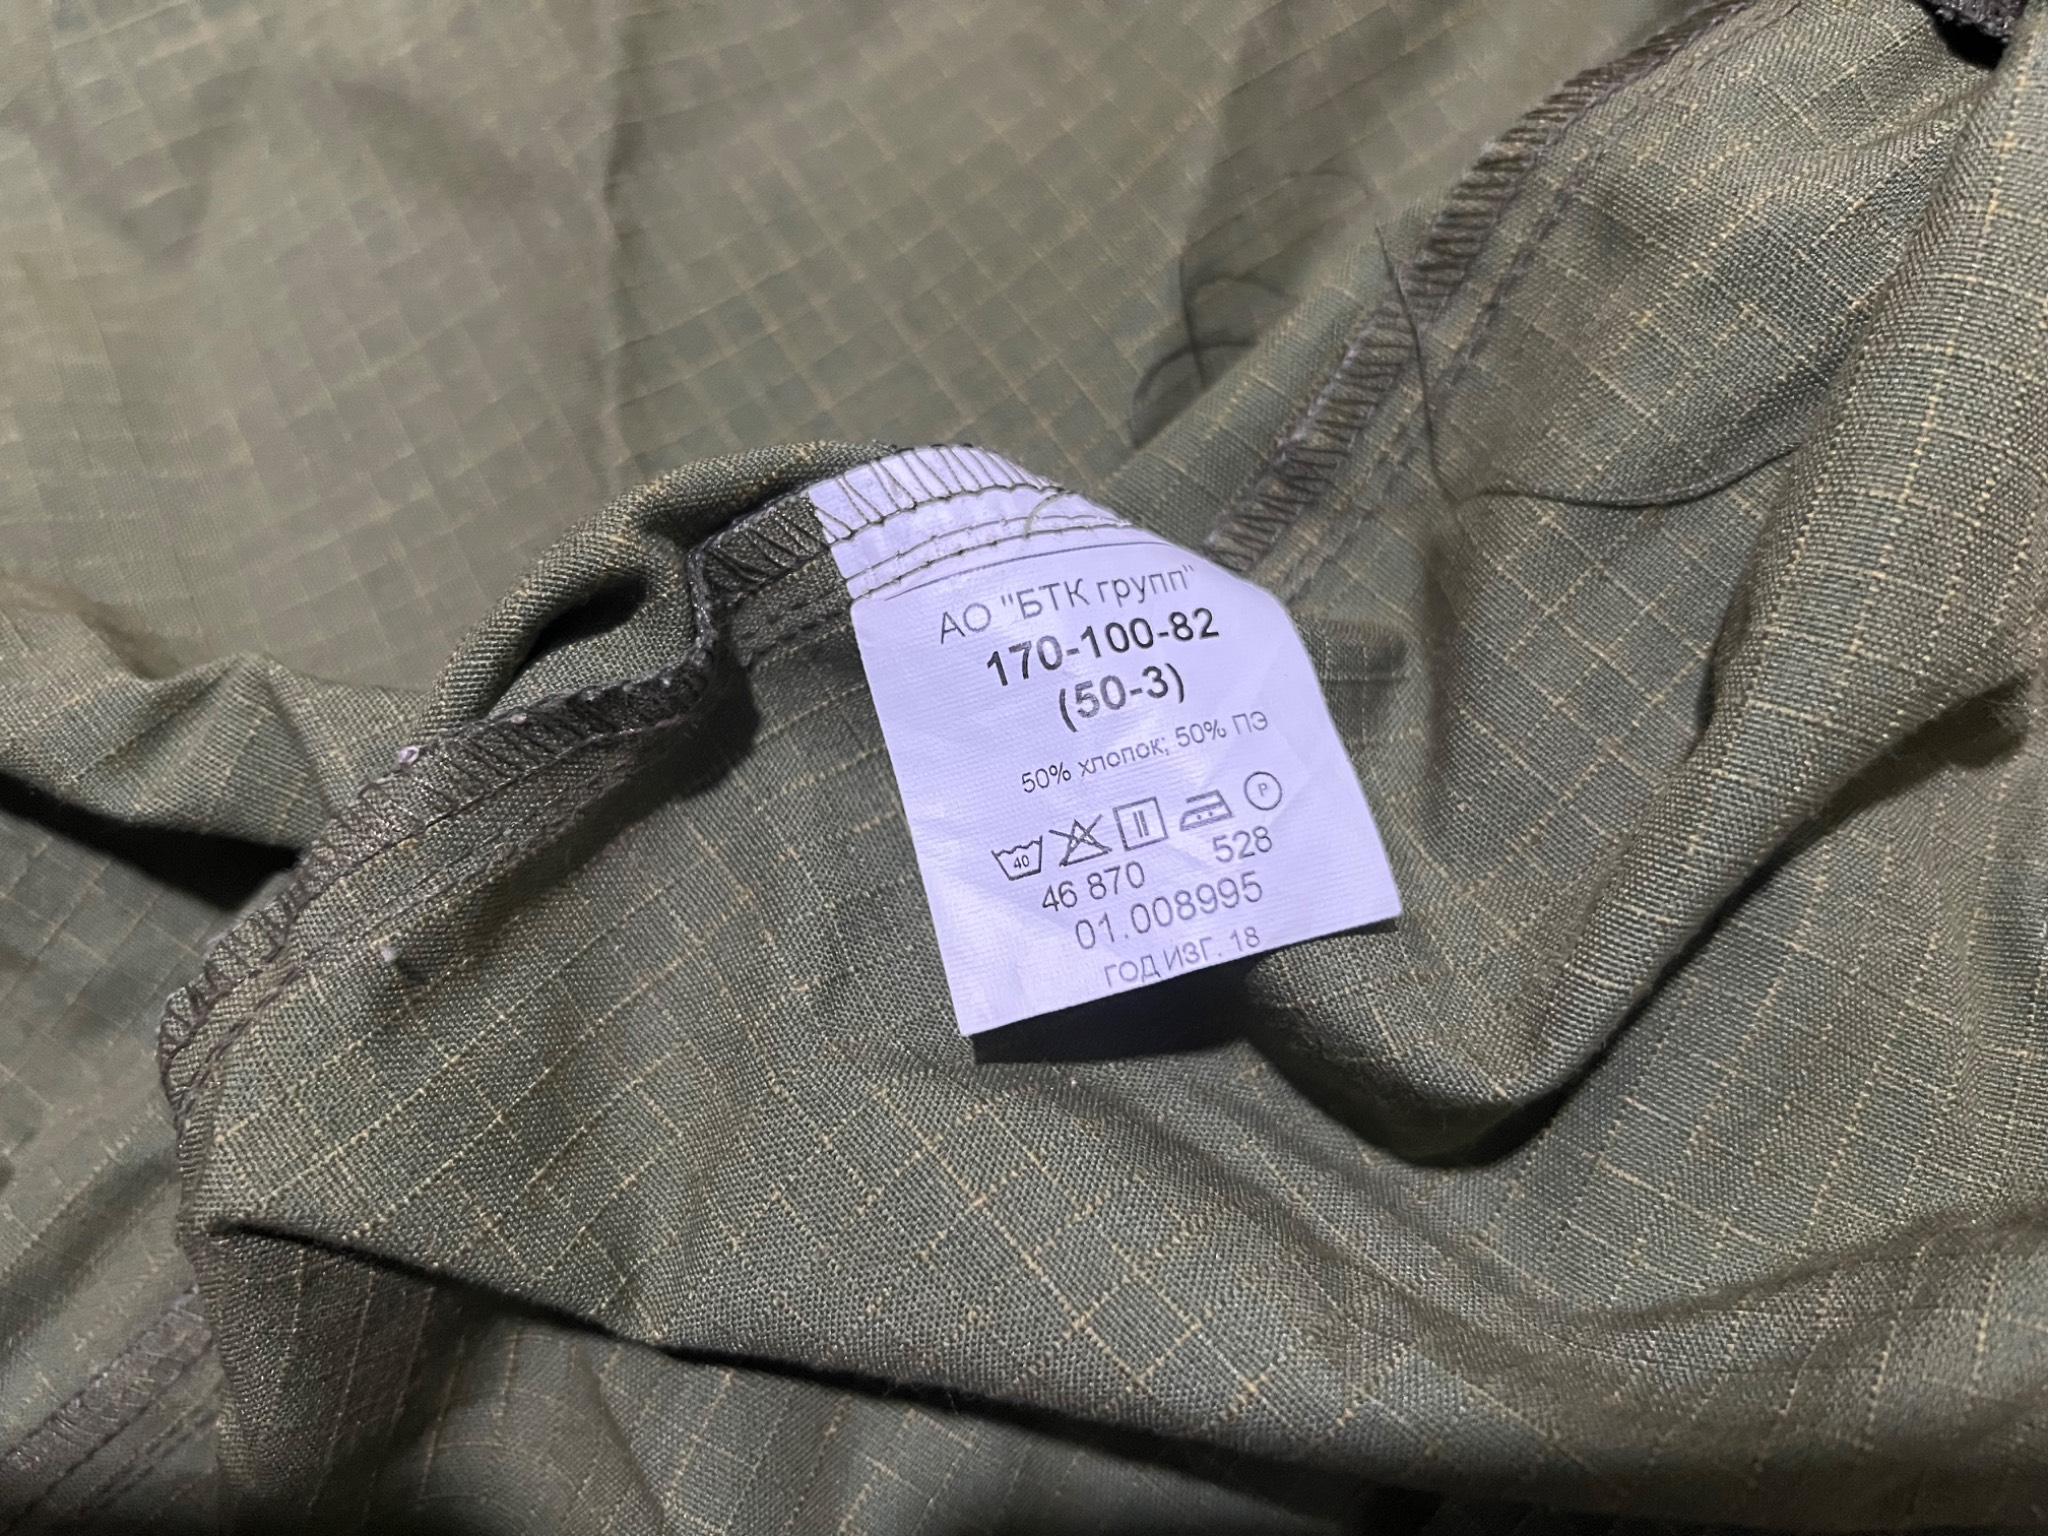 АО "БТК групп"
170-100-82
(50-3)
50% хлопок; 50% ПЭ
40 P
46 870 528
01.008995
ГОД ИЗГ. 18